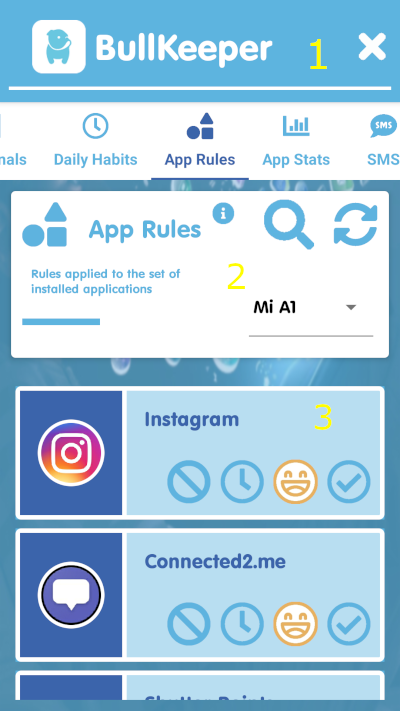 BullKeeper
1
nals
Daily Habits
App Rules
App Stats
SMS
SMS
App Rules
i
Rules applied to the set of
installed applications
2
Mi A1
Instagram
3
Connected2.me